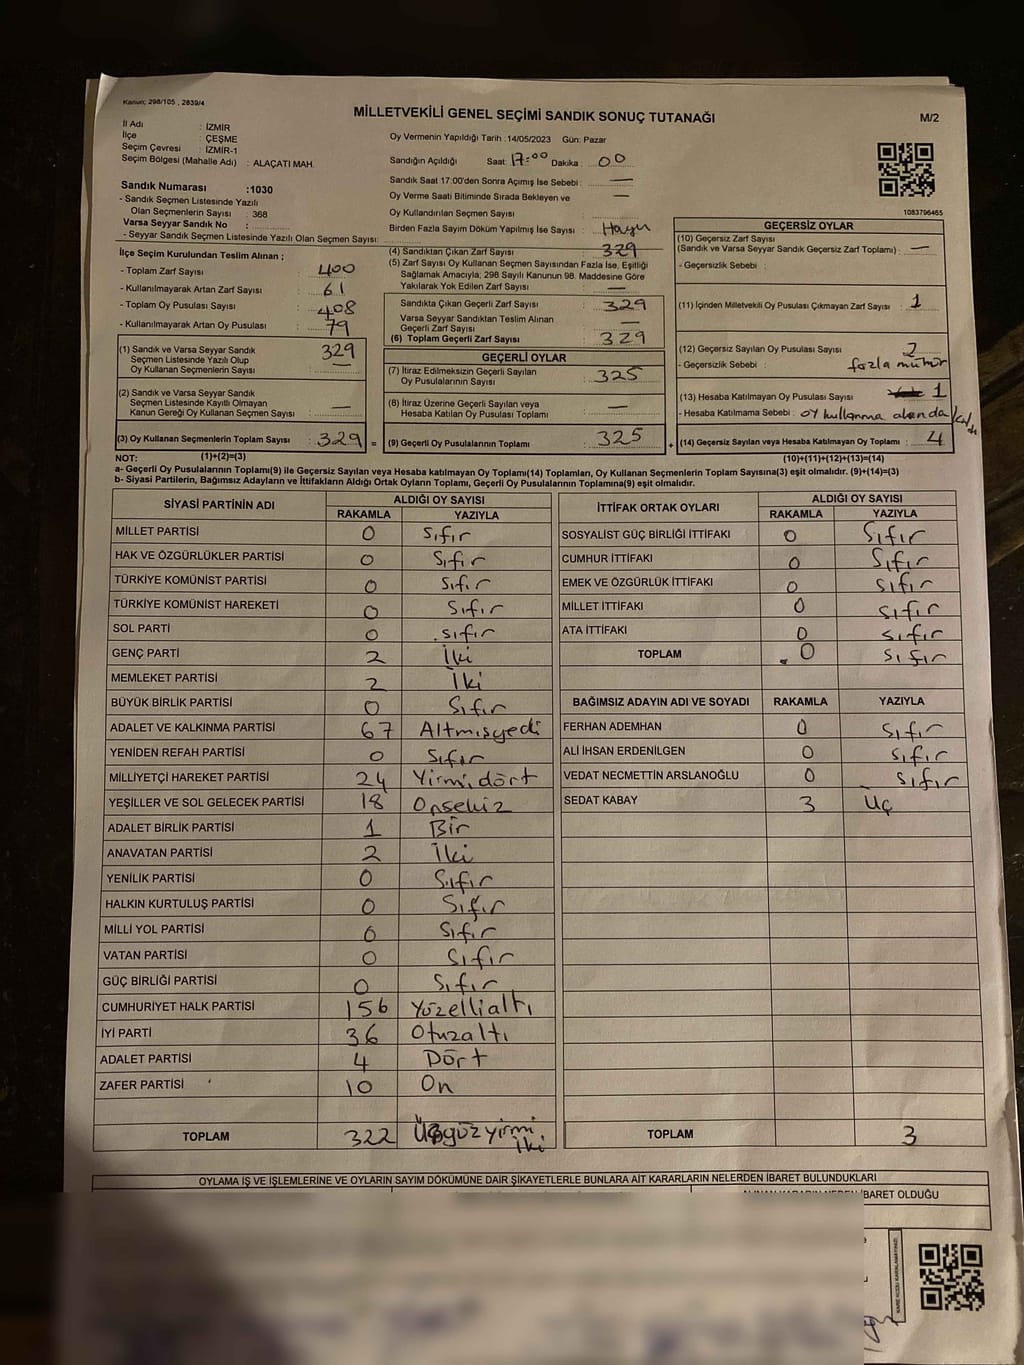 Kanun; 298/105 , 2839/4
MİLLETVEKİLİ GENEL SEÇİMİ SANDIK SONUÇ TUTANAĞI
M/2
İl Adı : İZMİR
İlçe : ÇEŞME
Seçim Çevresi : İZMİR-1
Seçim Bölgesi (Mahalle Adı) : ALAÇATI MAH.
Oy Vermenin Yapıldığı Tarih : 14/05/2023 Gün: Pazar
Sandığın Açıldığı Saat: 17:00 Dakika : 00
Sandık Saat 17:00'den Sonra Açımış İse Sebebi : —
Oy Verme Saati Bitiminde Sırada Bekleyen ve —
Oy Kullandırılan Seçmen Sayısı
Birden Fazla Sayım Döküm Yapılmış İse Sayısı : Hayır
1083796465
Sandık Numarası :1030
- Sandık Seçmen Listesinde Yazılı
Olan Seçmenlerin Sayısı : 368
Varsa Seyyar Sandık No :
- Seyyar Sandık Seçmen Listesinde Yazılı Olan Seçmen Sayısı:
İlçe Seçim Kurulundan Teslim Alınan ;
- Toplam Zarf Sayısı : 400
- Kullanılmayarak Artan Zarf Sayısı : 61
- Toplam Oy Pusulası Sayısı : 408
- Kullanılmayarak Artan Oy Pusulası : 79
(1) Sandık ve Varsa Seyyar Sandık
Seçmen Listesinde Yazılı Olup
Oy Kullanan Seçmenlerin Sayısı : 329
(2) Sandık ve Varsa Seyyar Sandık
Seçmen Listesinde Kayıtlı Olmayan
Kanun Gereği Oy Kullanan Seçmen Sayısı : —
(3) Oy Kullanan Seçmenlerin Toplam Sayısı : 329 =
(4) Sandıktan Çıkan Zarf Sayısı : 329
(5) Zarf Sayısı Oy Kullanan Seçmen Sayısından Fazla İse, Eşitliği
Sağlamak Amacıyla; 298 Sayılı Kanunun 98. Maddesine Göre
Yakılarak Yok Edilen Zarf Sayısı : —
Sandıkta Çıkan Geçerli Zarf Sayısı : 329
Varsa Seyyar Sandıktan Teslim Alınan
Geçerli Zarf Sayısı : —
(6) Toplam Geçerli Zarf Sayısı : 329
GEÇERLİ OYLAR
(7) İtiraz Edilmeksizin Geçerli Sayılan
Oy Pusulalarının Sayısı : 325
(8) İtiraz Üzerine Geçerli Sayılan veya
Hesaba Katılan Oy Pusulası Toplamı : —
(9) Geçerli Oy Pusulalarının Toplamı : 325 +
GEÇERSİZ OYLAR
(10) Geçersiz Zarf Sayısı
(Sandık ve Varsa Seyyar Sandık Geçersiz Zarf Toplamı) : —
- Geçersizlik Sebebi :
(11) İçinden Milletvekili Oy Pusulası Çıkmayan Zarf Sayısı : 1
(12) Geçersiz Sayılan Oy Pusulası Sayısı : 2
- Geçersizlik Sebebi : fazla mühür
(13) Hesaba Katılmayan Oy Pusulası Sayısı : 1
- Hesaba Katılmama Sebebi : oy kullanma alanda kaldı
(14) Geçersiz Sayılan veya Hesaba Katılmayan Oy Toplamı : 4
NOT: (1)+(2)=(3) (10)+(11)+(12)+(13)=(14)
a- Geçerli Oy Pusulalarının Toplamı(9) ile Geçersiz Sayılan veya Hesaba katılmayan Oy Toplamı(14) Toplamları, Oy Kullanan Seçmenlerin Toplam Sayısına(3) eşit olmalıdır. (9)+(14)=(3)
b- Siyasi Partilerin, Bağımsız Adayların ve İttifakların Aldığı Ortak Oyların Toplamı, Geçerli Oy Pusulalarının Toplamına(9) eşit olmalıdır.
SİYASİ PARTİNİN ADI ALDIĞI OY SAYISI
RAKAMLA YAZIYLA
MİLLET PARTİSİ 0 Sıfır
HAK VE ÖZGÜRLÜKLER PARTİSİ 0 Sıfır
TÜRKİYE KOMÜNİST PARTİSİ 0 Sıfır
TÜRKİYE KOMÜNİST HAREKETİ 0 Sıfır
SOL PARTİ 0 Sıfır
GENÇ PARTİ 2 İki
MEMLEKET PARTİSİ 2 İki
BÜYÜK BİRLİK PARTİSİ 0 Sıfır
ADALET VE KALKINMA PARTİSİ 67 Altmışyedi
YENİDEN REFAH PARTİSİ 0 Sıfır
MİLLİYETÇİ HAREKET PARTİSİ 24 Yirmidört
YEŞİLLER VE SOL GELECEK PARTİSİ 18 Onsekiz
ADALET BİRLİK PARTİSİ 1 Bir
ANAVATAN PARTİSİ 2 İki
YENİLİK PARTİSİ 0 Sıfır
HALKIN KURTULUŞ PARTİSİ 0 Sıfır
MİLLİ YOL PARTİSİ 0 Sıfır
VATAN PARTİSİ 0 Sıfır
GÜÇ BİRLİĞİ PARTİSİ 0 Sıfır
CUMHURİYET HALK PARTİSİ 156 Yüzellialtı
İYİ PARTİ 36 Otuzaltı
ADALET PARTİSİ 4 Dört
ZAFER PARTİSİ 10 On
TOPLAM 322 Üçyüzyirmi iki
İTTİFAK ORTAK OYLARI ALDIĞI OY SAYISI
RAKAMLA YAZIYLA
SOSYALİST GÜÇ BİRLİĞİ İTTİFAKI 0 Sıfır
CUMHUR İTTİFAKI 0 Sıfır
EMEK VE ÖZGÜRLÜK İTTİFAKI 0 Sıfır
MİLLET İTTİFAKI 0 Sıfır
ATA İTTİFAKI 0 Sıfır
TOPLAM 0 Sıfır
BAĞIMSIZ ADAYIN ADI VE SOYADI RAKAMLA YAZIYLA
FERHAN ADEMHAN 0 Sıfır
ALİ İHSAN ERDENİLGEN 0 Sıfır
VEDAT NECMETTİN ARSLANOĞLU 0 Sıfır
SEDAT KABAY 3 Üç
TOPLAM 3
OYLAMA İŞ VE İŞLEMLERİNE VE OYLARIN SAYIM DÖKÜMÜNE DAİR ŞİKAYETLERLE BUNLARA AİT KARARLARIN NELERDEN İBARET BULUNDUKLARI
İBARET OLDUĞU